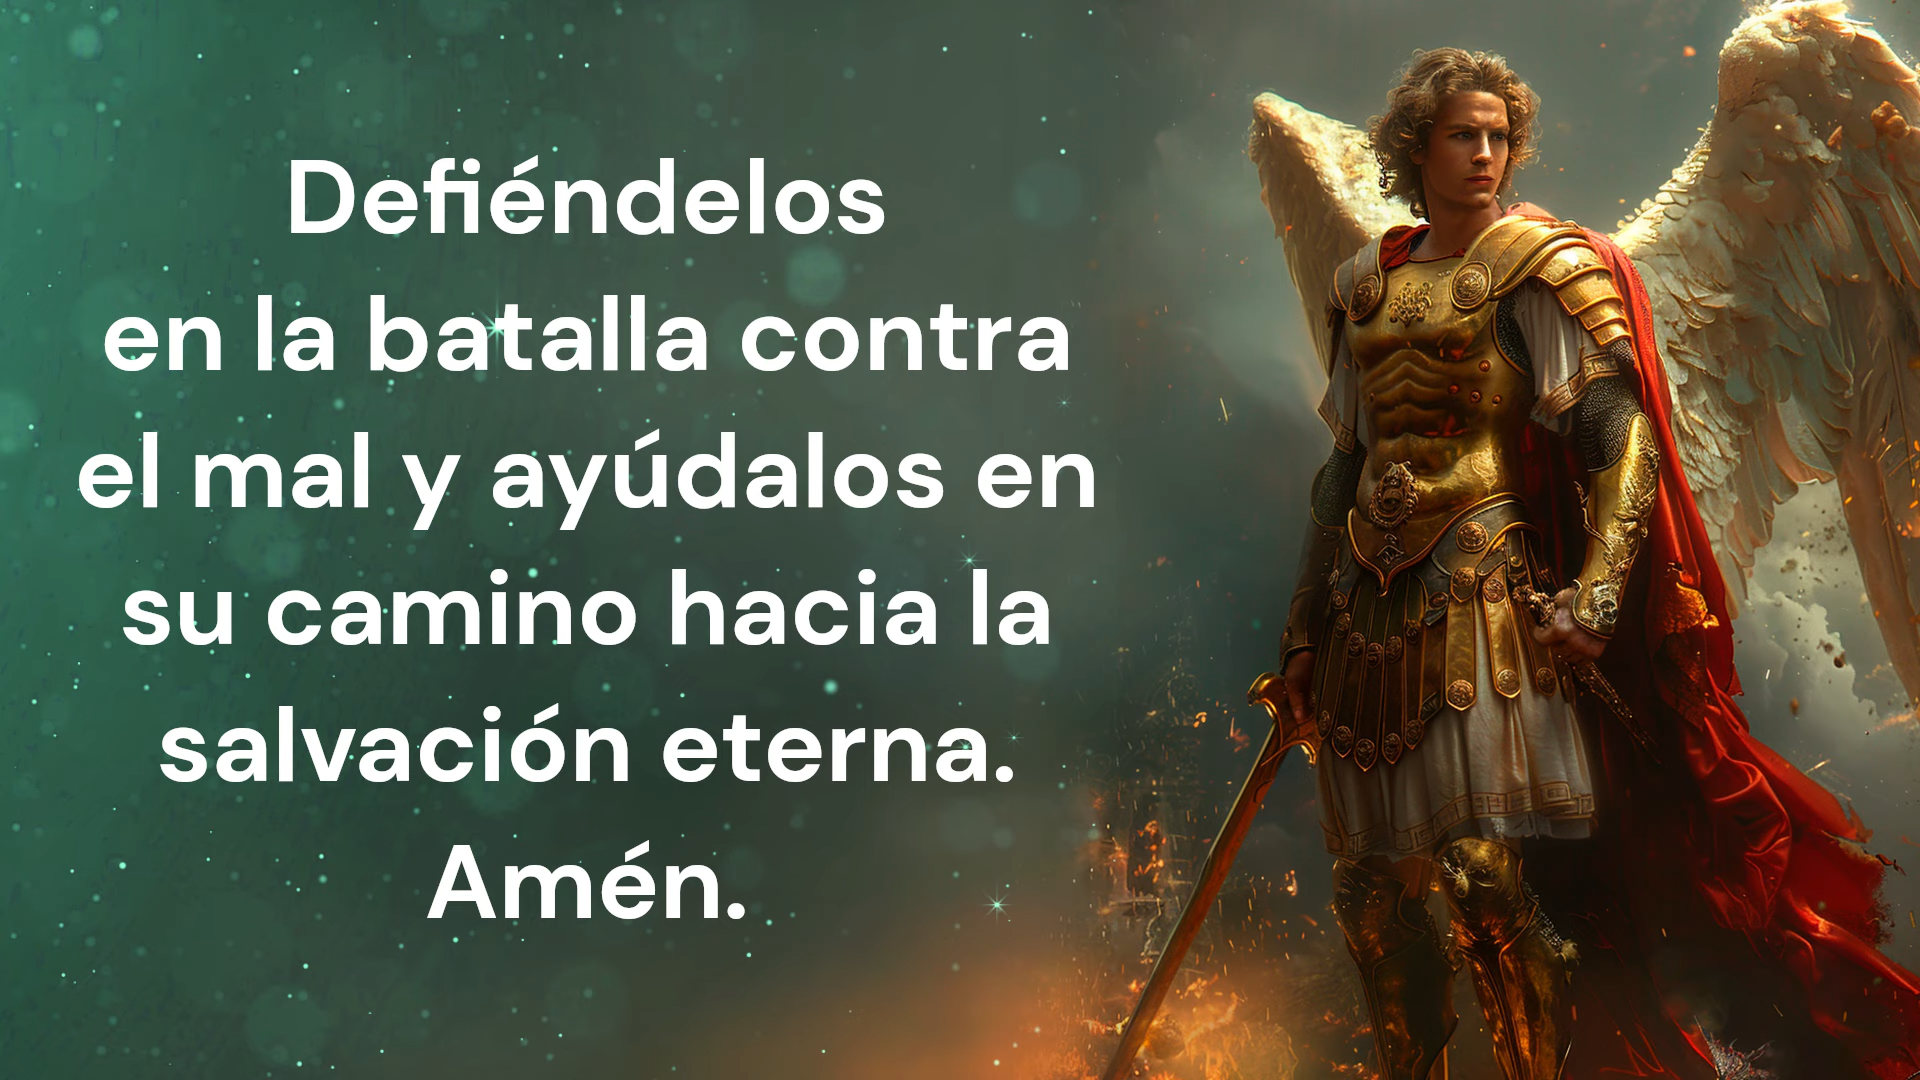 Defiéndelos
en la batalla contra
el mal y ayúdalos en
su camino hacia la
salvación eterna.
Amén.